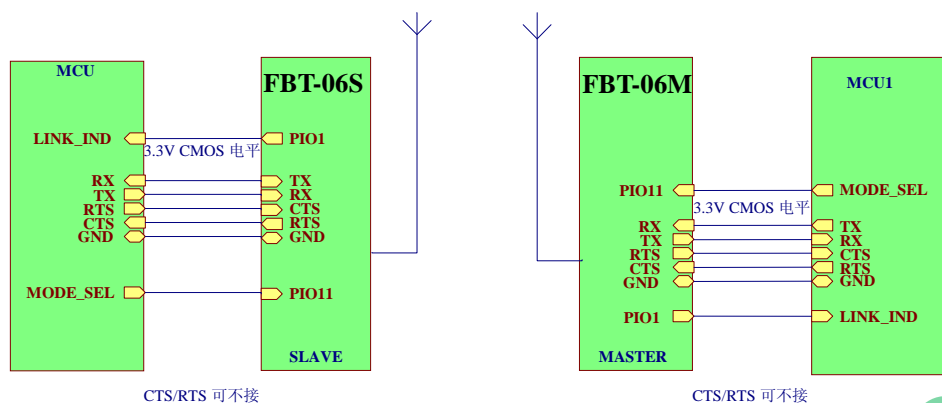 MCU
FBT-06S
LINK_IND
PIO1
3.3V CMOS 电平
RX
TX
TX
RX
RTS
CTS
CTS
RTS
GND
GND
MODE_SEL
PIO11
SLAVE
CTS/RTS 可不接
FBT-06M
MCU1
PIO11
MODE_SEL
3.3V CMOS 电平
RX
TX
TX
RX
RTS
CTS
CTS
RTS
GND
GND
PIO1
LINK_IND
MASTER
CTS/RTS 可不接